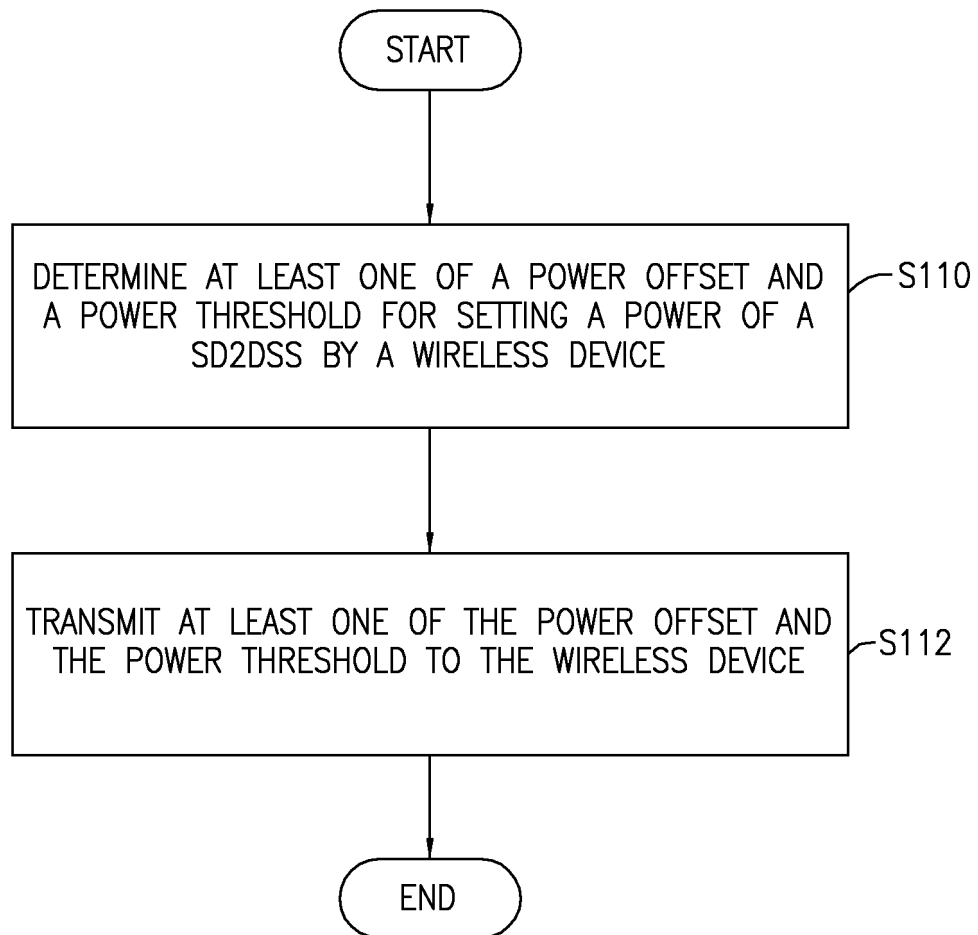 START
DETERMINE AT LEAST ONE OF A POWER OFFSET AND
A POWER THRESHOLD FOR SETTING A POWER OF A
SD2DSS BY A WIRELESS DEVICE
S110
TRANSMIT AT LEAST ONE OF THE POWER OFFSET AND
THE POWER THRESHOLD TO THE WIRELESS DEVICE
S112
END